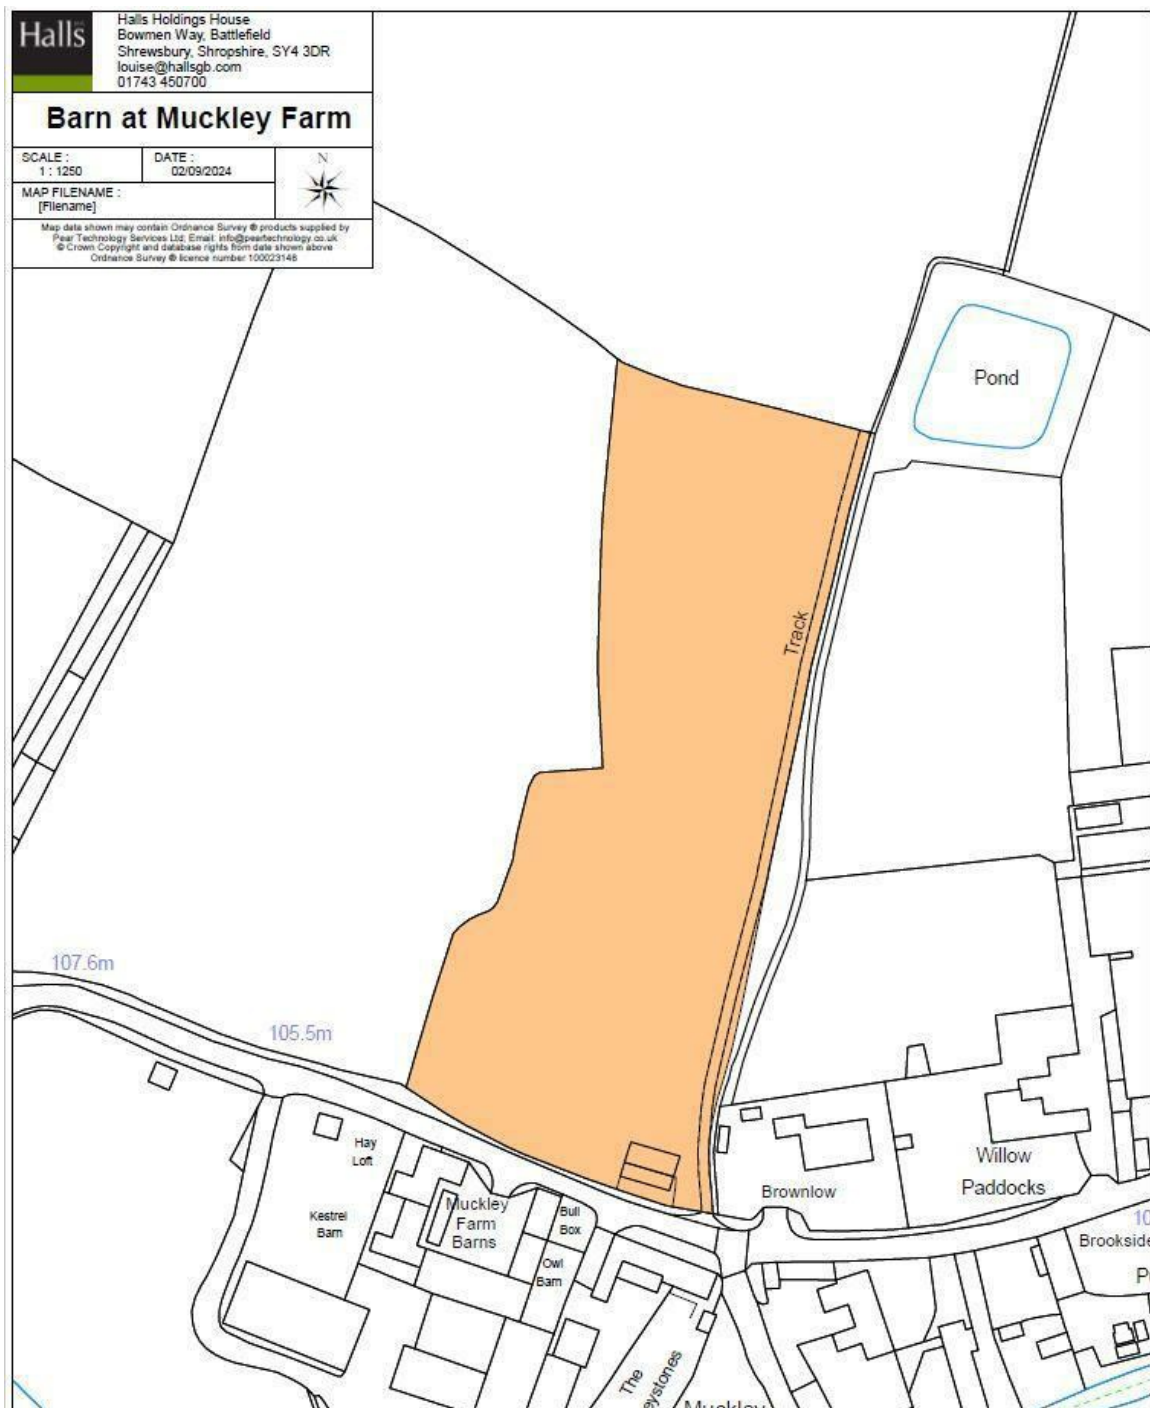 Halls
Halls Holdings House
Bowmen Way, Battlefield
Shrewsbury, Shropshire, SY4 3DR
louise@hallsgb.com
01743 450700
Barn at Muckley Farm
SCALE :
1 : 1250
DATE :
02/09/2024
N
MAP FILENAME :
[Filename]
Map data shown may contain Ordnance Survey ® products supplied by
Pear Technology Services Ltd; Email: info@peartechnology.co.uk
© Crown Copyright and database rights from date shown above
Ordnance Survey ® licence number 100023148
Pond
Track
107.6m
105.5m
Hay
Loft
Kestrel
Barn
Muckley
Farm
Barns
Bull
Box
Owl
Barn
Brownlow
Willow
Paddocks
10
Brookside
The
eystones
Muckley